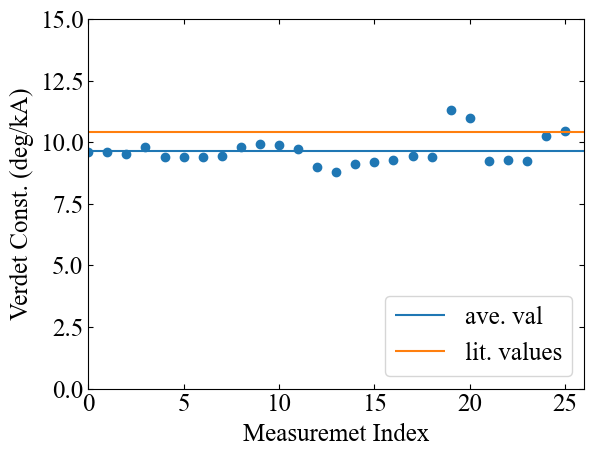 15.0
12.5
10.0
7.5
5.0
2.5
0.0
Verdet Const. (deg/kA)
ave. val
lit. values
0 5 10 15 20 25
Measuremet Index